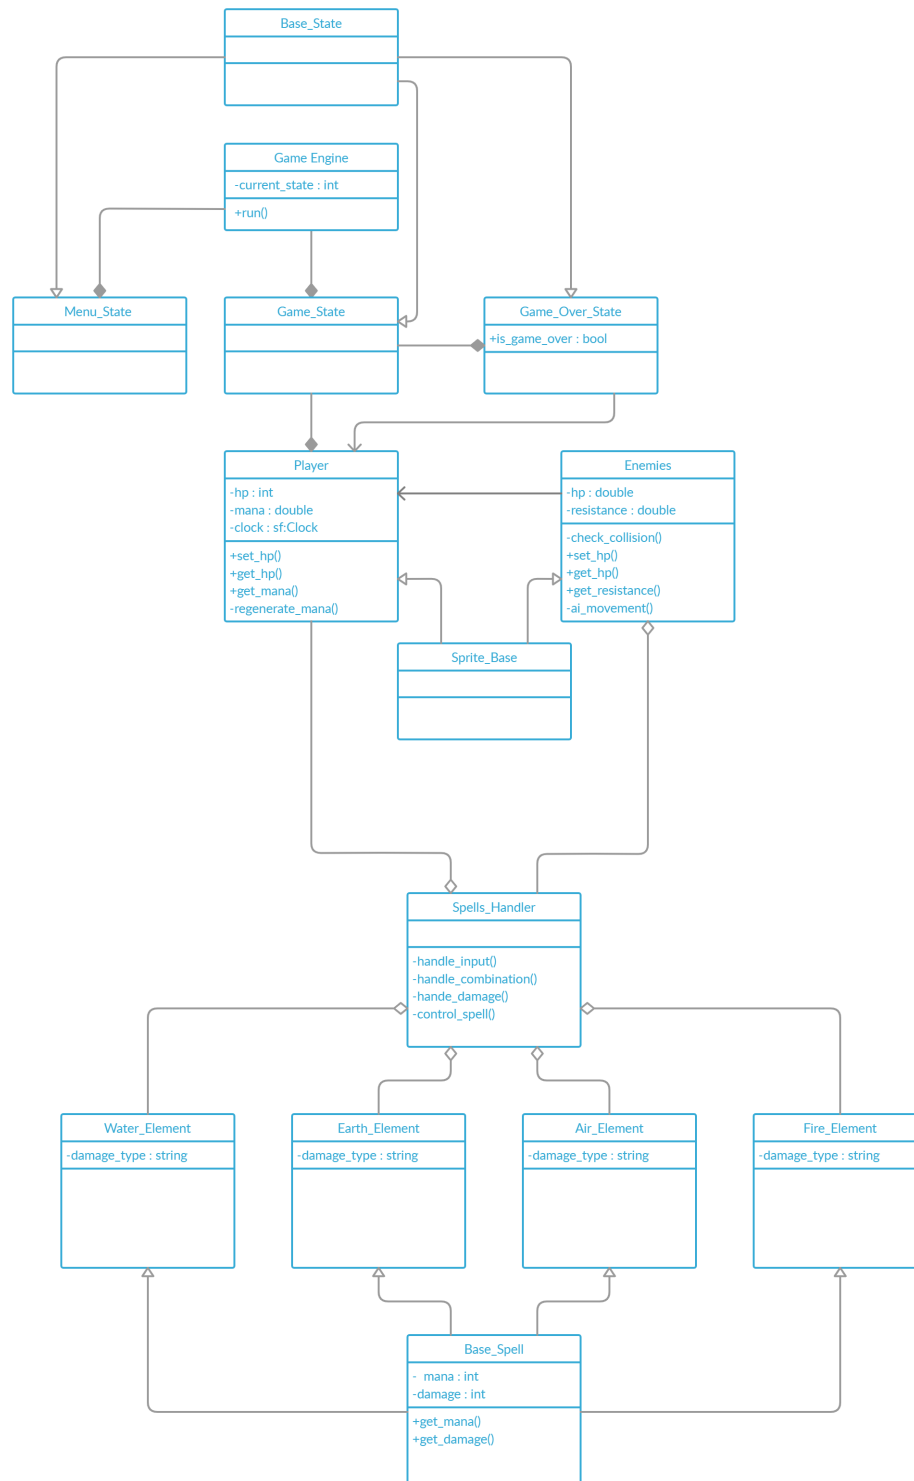 Base_State
Game Engine
-current_state : int
+run()
Menu_State
Game_State
Game_Over_State
+is_game_over : bool
Player
-hp : int
-mana : double
-clock : sf:Clock
+set_hp()
+get_hp()
+get_mana()
-regenerate_mana()
Enemies
-hp : double
-resistance : double
-check_collision()
+set_hp()
+get_hp()
+get_resistance()
-ai_movement()
Sprite_Base
Spells_Handler
-handle_input()
-handle_combination()
-hande_damage()
-control_spell()
Water_Element
-damage_type : string
Earth_Element
-damage_type : string
Air_Element
-damage_type : string
Fire_Element
-damage_type : string
Base_Spell
- mana : int
-damage : int
+get_mana()
+get_damage()